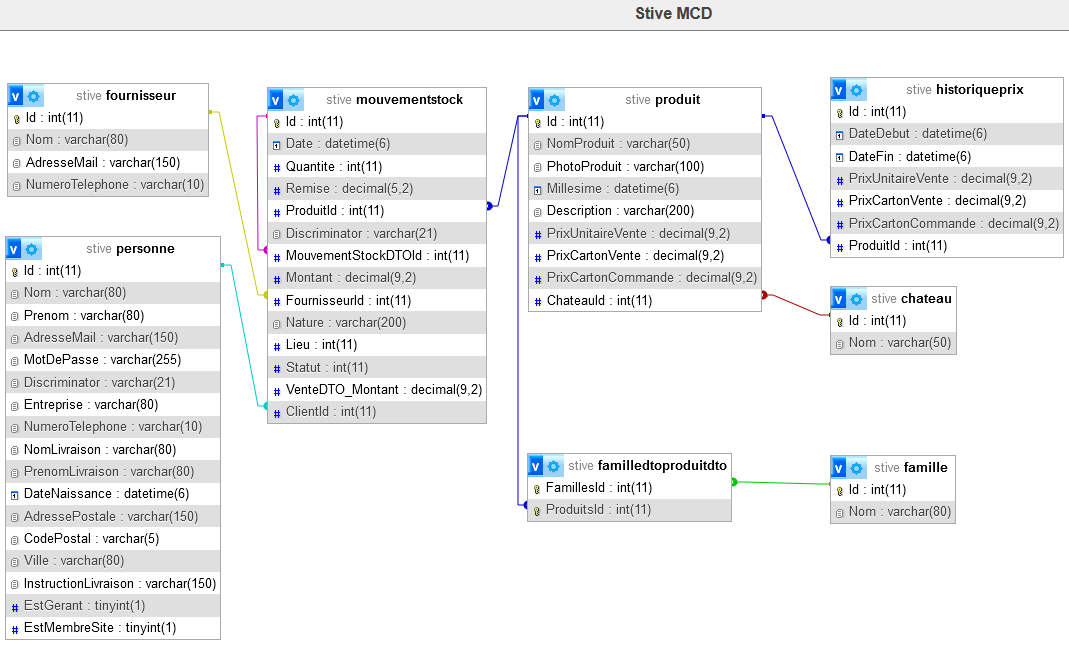 Stive MCD
v stive fournisseur
Id : int(11)
Nom : varchar(80)
AdresseMail : varchar(150)
NumeroTelephone : varchar(10)
v stive personne
Id : int(11)
Nom : varchar(80)
Prenom : varchar(80)
AdresseMail : varchar(150)
MotDePasse : varchar(255)
Discriminator : varchar(21)
Entreprise : varchar(80)
NumeroTelephone : varchar(10)
NomLivraison : varchar(80)
PrenomLivraison : varchar(80)
DateNaissance : datetime(6)
AdressePostale : varchar(150)
CodePostal : varchar(5)
Ville : varchar(80)
InstructionLivraison : varchar(150)
# EstGerant : tinyint(1)
# EstMembreSite : tinyint(1)
v stive mouvementstock
Id : int(11)
Date : datetime(6)
# Quantite : int(11)
# Remise : decimal(5,2)
# ProduitId : int(11)
Discriminator : varchar(21)
# MouvementStockDTOId : int(11)
# Montant : decimal(9,2)
# FournisseurId : int(11)
Nature : varchar(200)
# Lieu : int(11)
# Statut : int(11)
# VenteDTO_Montant : decimal(9,2)
# ClientId : int(11)
v stive produit
Id : int(11)
NomProduit : varchar(50)
PhotoProduit : varchar(100)
Millesime : datetime(6)
Description : varchar(200)
# PrixUnitaireVente : decimal(9,2)
# PrixCartonVente : decimal(9,2)
# PrixCartonCommande : decimal(9,2)
# ChateauId : int(11)
v stive familledtoproduitdto
FamillesId : int(11)
ProduitsId : int(11)
v stive historiqueprix
Id : int(11)
DateDebut : datetime(6)
DateFin : datetime(6)
# PrixUnitaireVente : decimal(9,2)
# PrixCartonVente : decimal(9,2)
# PrixCartonCommande : decimal(9,2)
# ProduitId : int(11)
v stive chateau
Id : int(11)
Nom : varchar(50)
v stive famille
Id : int(11)
Nom : varchar(80)